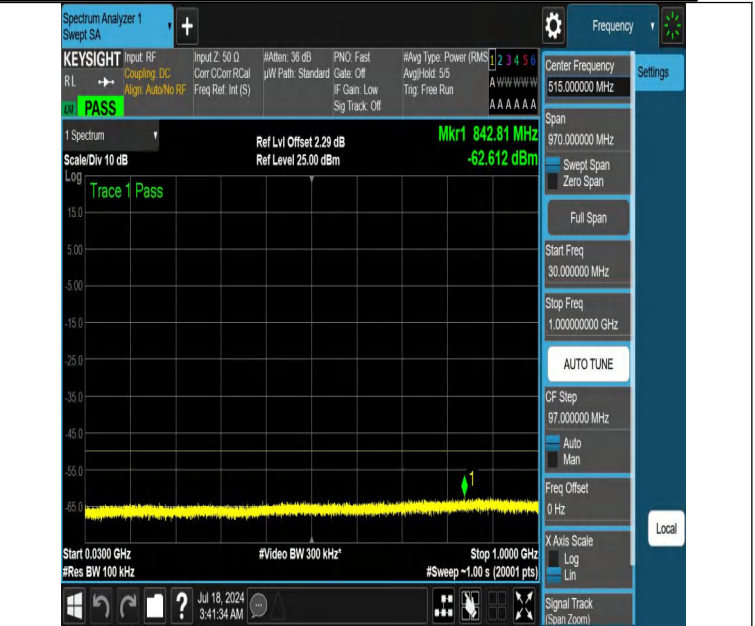 Spectrum Analyzer 1
Swept SA
+
Frequency
KEYSIGHT
RL
PASS
Input: RF
Coupling: DC
Align: Auto/No RF
Input Z: 50 Ω
Corr CCorr RCal
Freq Ref: Int (S)
#Atten: 36 dB
µW Path: Standard
PNO: Fast
Gate: Off
IF Gain: Low
Sig Track: Off
#Avg Type: Power (RMS
Avg|Hold: 5/5
Trig: Free Run
1 2 3 4 5 6
A W W W W W
A A A A A A
1 Spectrum
Scale/Div 10 dB
Ref Lvl Offset 2.29 dB
Ref Level 25.00 dBm
Mkr1 842.81 MHz
-62.612 dBm
Log
Trace 1 Pass
15.0
5.00
-5.00
-15.0
-25.0
-35.0
-45.0
-55.0
-65.0
1
Start 0.0300 GHz
#Res BW 100 kHz
#Video BW 300 kHz*
Stop 1.0000 GHz
#Sweep ~1.00 s (20001 pts)
?
Jul 18, 2024
3:41:34 AM
Center Frequency
515.000000 MHz
Settings
Span
970.000000 MHz
Swept Span
Zero Span
Full Span
Start Freq
30.000000 MHz
Stop Freq
1.000000000 GHz
AUTO TUNE
CF Step
97.000000 MHz
Auto
Man
Freq Offset
0 Hz
X Axis Scale
Log
Lin
Local
Signal Track
(Span Zoom)